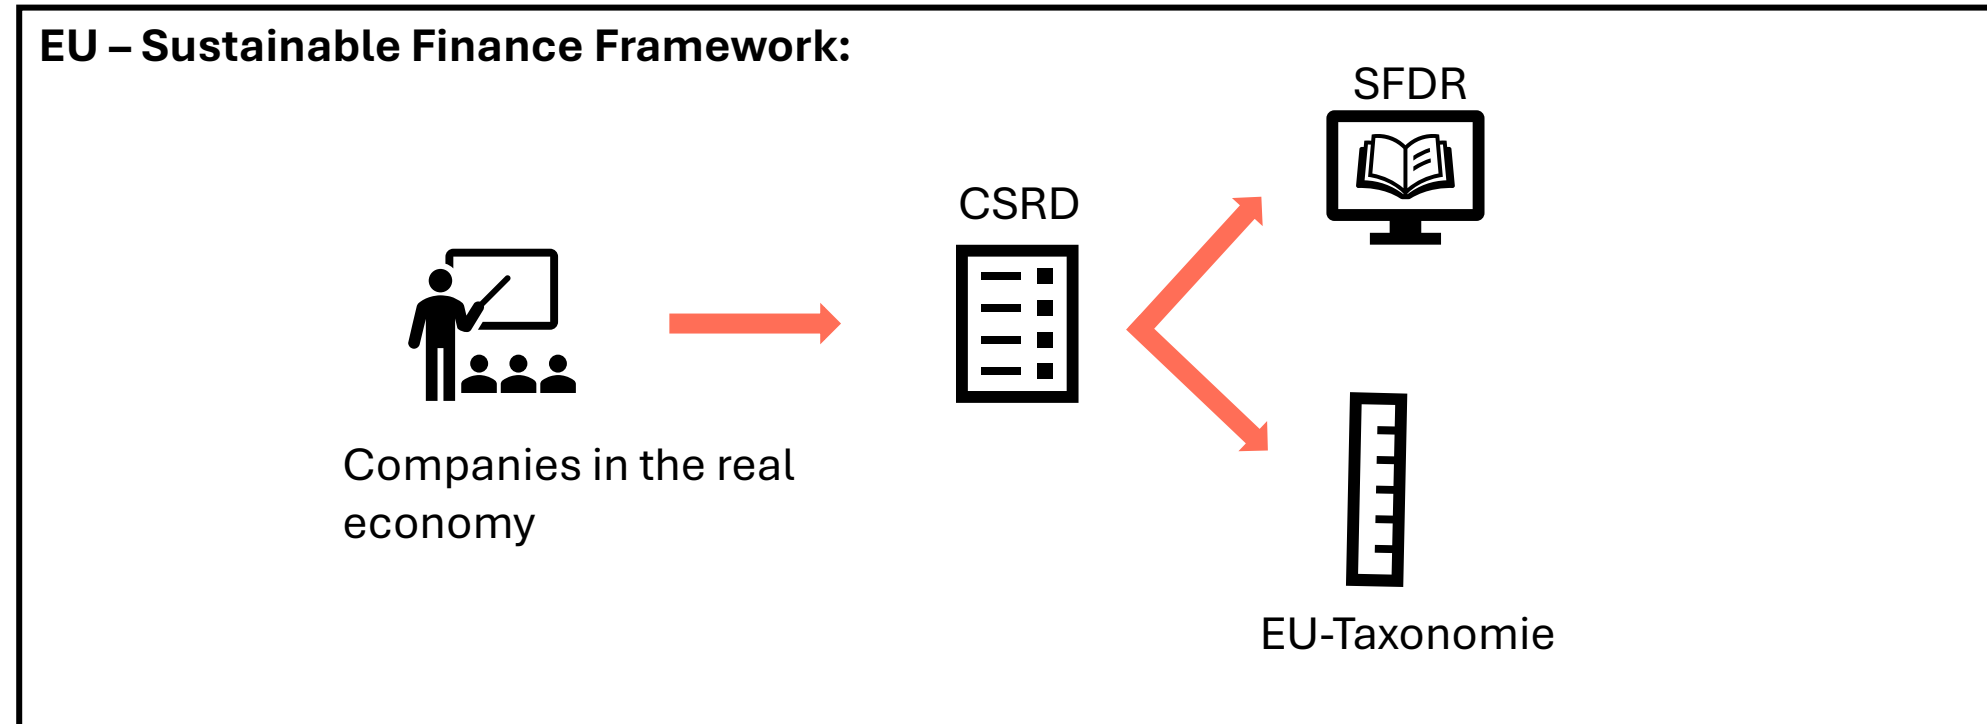 EU – Sustainable Finance Framework:
SFDR
CSRD
Companies in the real
economy
EU-Taxonomie